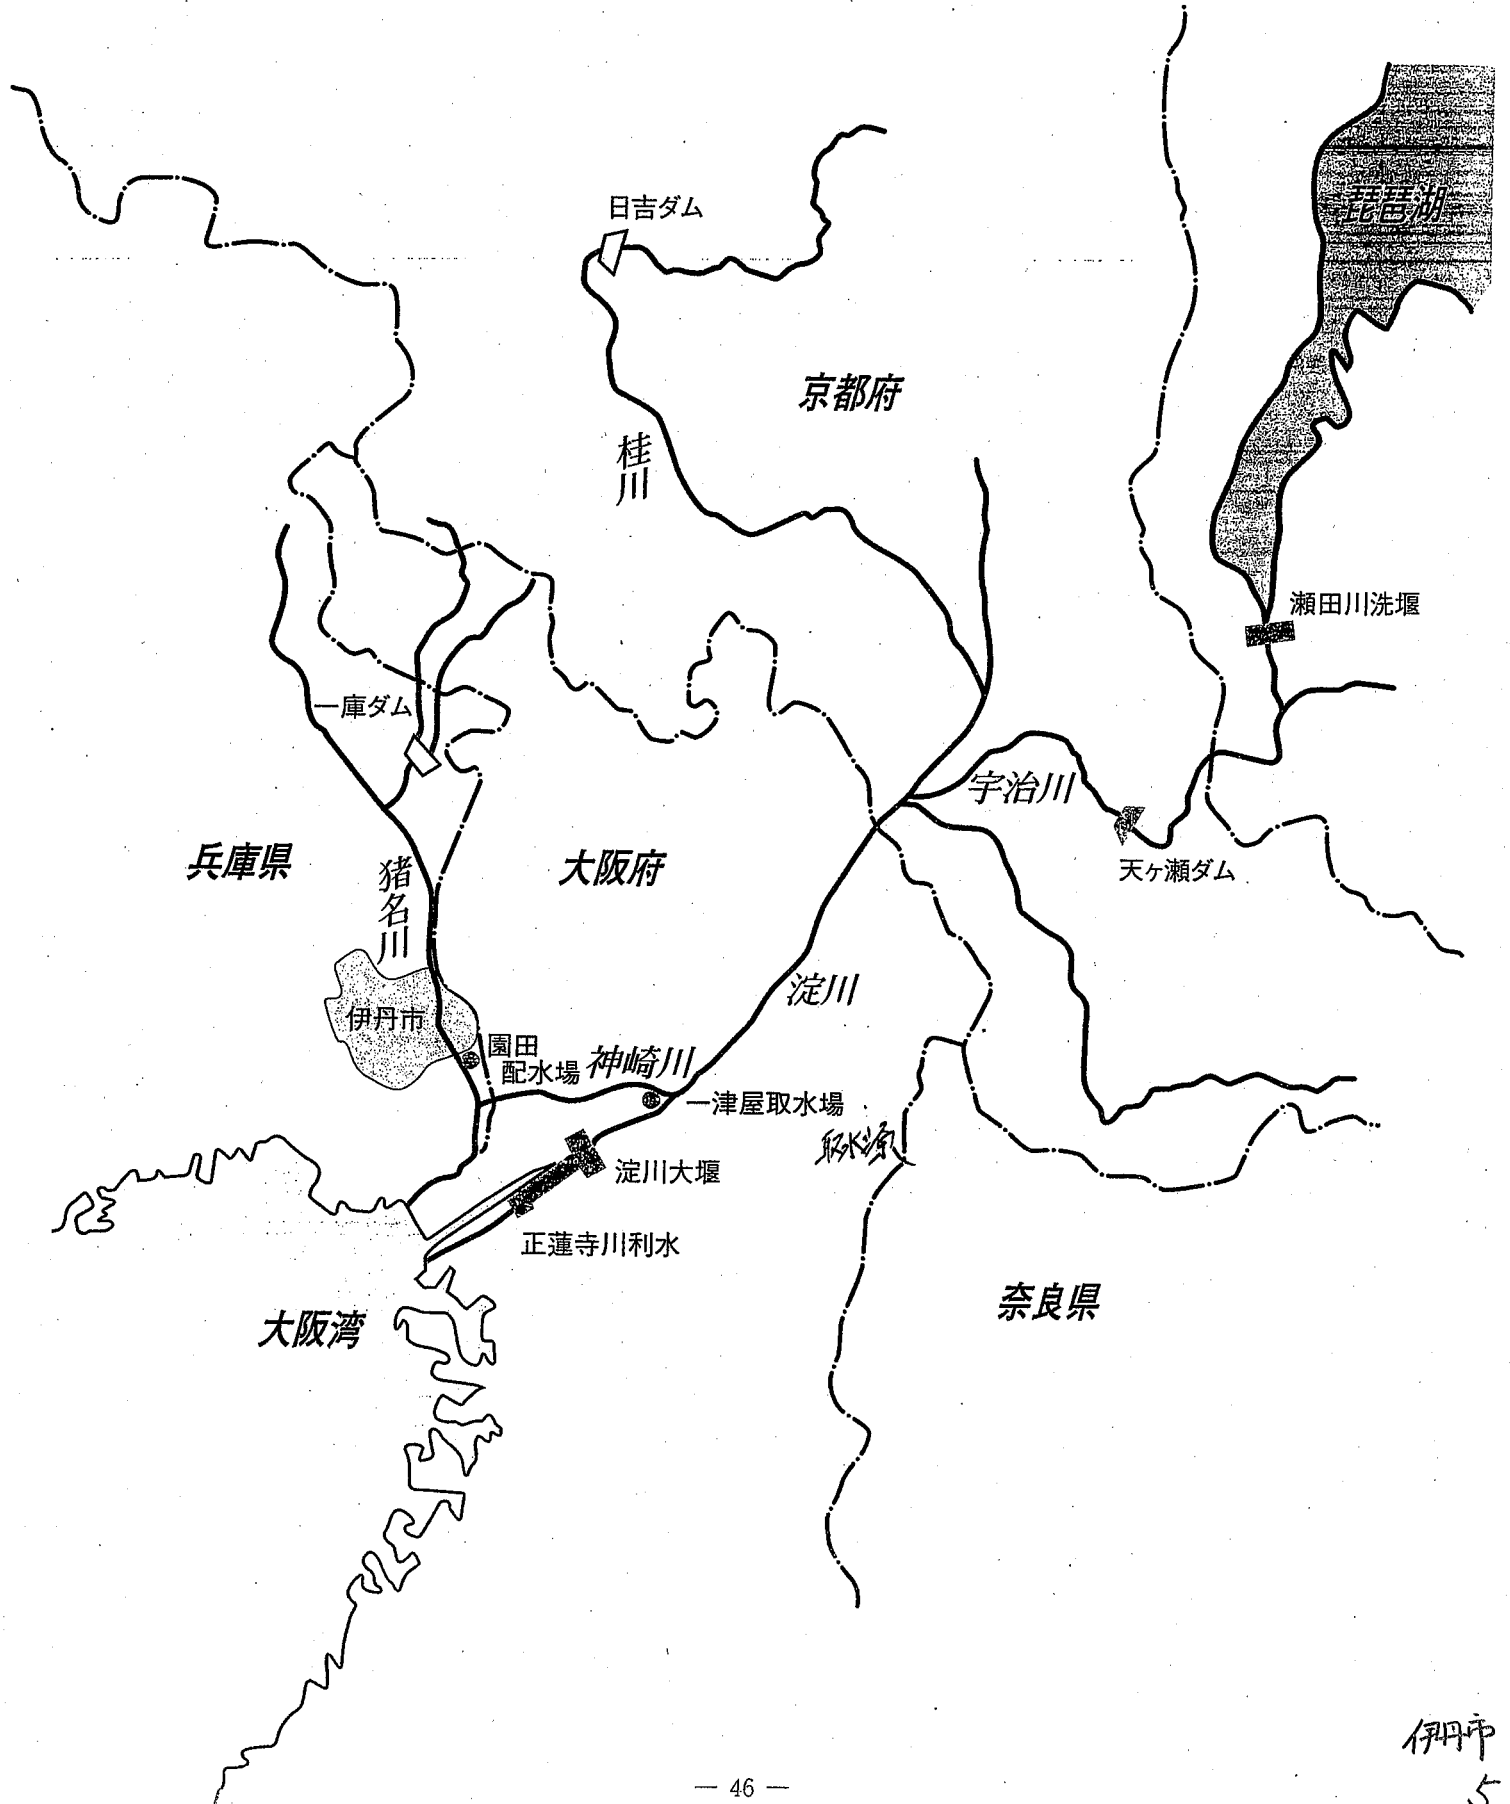 日吉ダム
琵琶湖
京都府
桂川
瀬田川洗堰
一庫ダム
宇治川
兵庫県
猪名川
大阪府
天ヶ瀬ダム
淀川
伊丹市
園田
配水場
神崎川
一津屋取水場
取水源
淀川大堰
正蓮寺川利水
大阪湾
奈良県
伊丹市
5
— 46 —